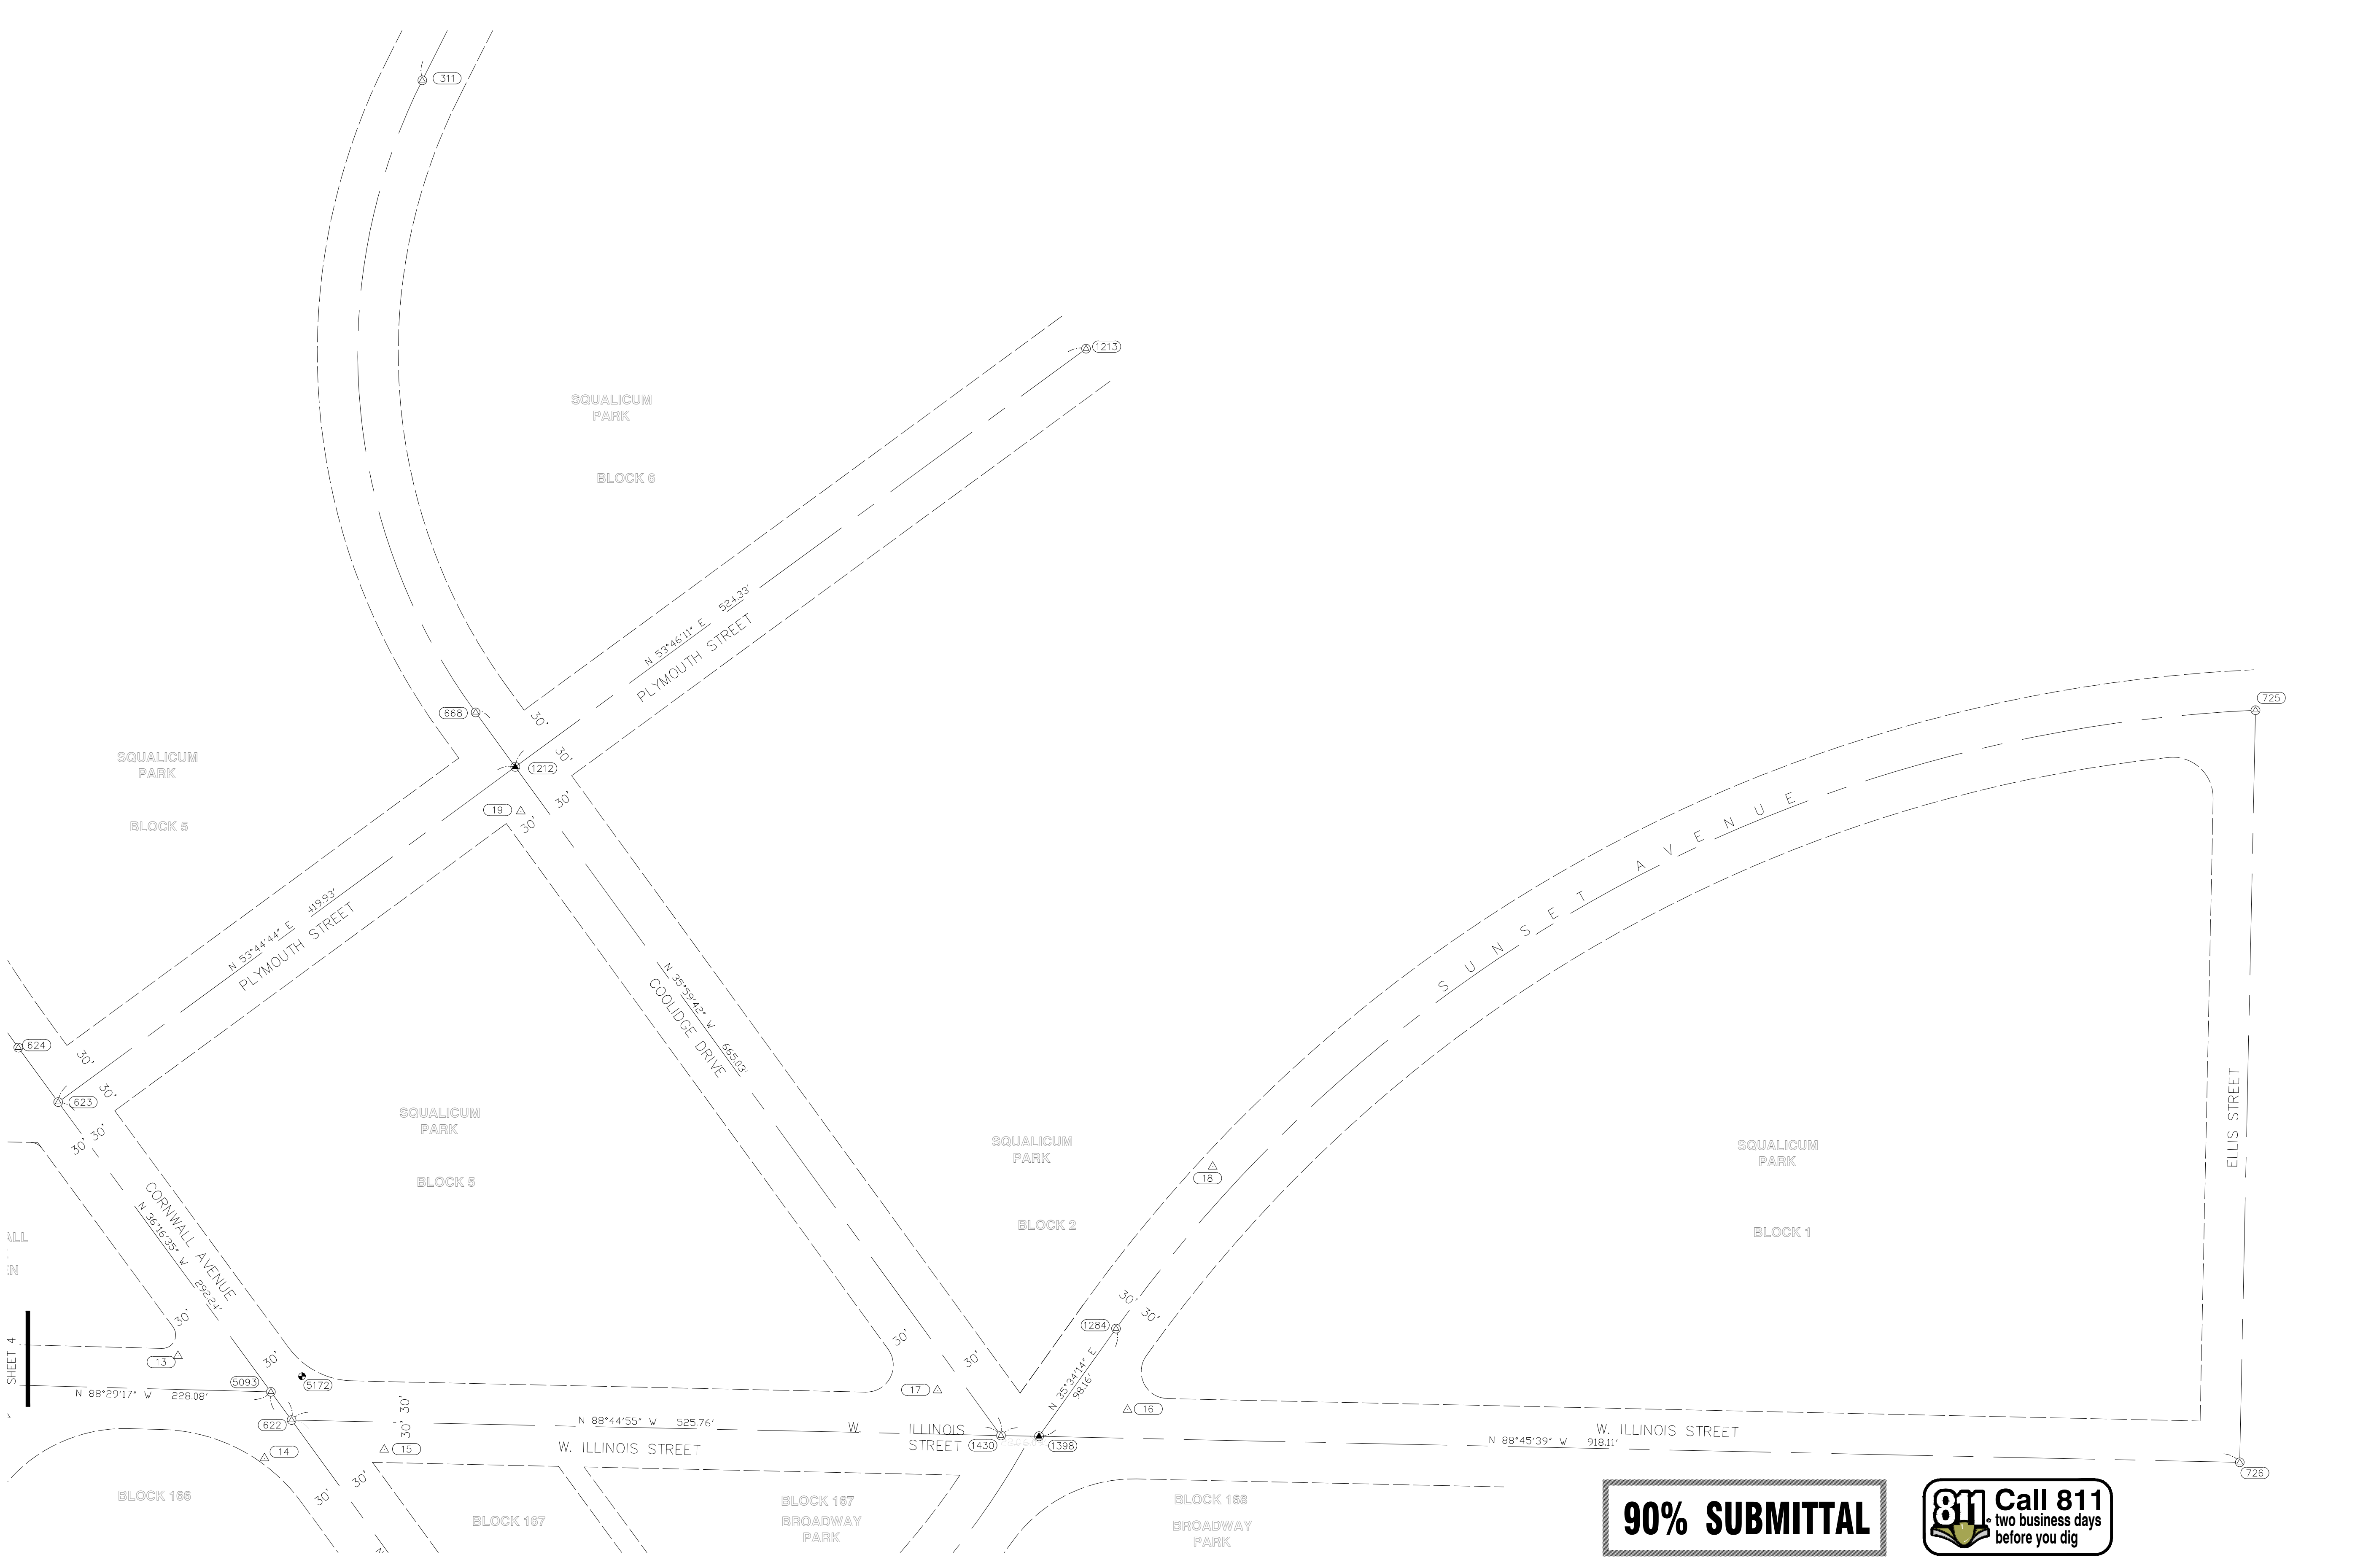 311
1213
SQUALICUM
PARK
BLOCK 6
N 53°46'11" E 524.33'
PLYMOUTH STREET
668
30'
30'
725
1212
SQUALICUM
PARK
19
30'
30'
BLOCK 5
S U N S E T A V E N U E
N 53°44'44" E 419.93'
PLYMOUTH STREET
N 35°59'42" W 665.03'
COOLIDGE DRIVE
624
30'
30'
623
30' 30'
ELLIS STREET
SQUALICUM
PARK
BLOCK 5
SQUALICUM
PARK
18
BLOCK 2
SQUALICUM
PARK
BLOCK 1
CORNWALL AVENUE
N 36°16'35" W 292.24'
30'
30' 30'
1284
SHEET 4
13
30'
5093
5172
N 88°29'17" W 228.08'
30'
30'
17
N 35°34'14" E
98.16'
16
30' 30'
622
N 88°44'55" W 525.76'
W. ILLINOIS
STREET
W. ILLINOIS STREET
1430
1398
W. ILLINOIS STREET
N 88°45'39" W 918.11'
14
15
726
30'
30'
BLOCK 166
BLOCK 167
BLOCK 167
BROADWAY
PARK
BLOCK 168
BROADWAY
PARK
90% SUBMITTAL
811
Call 811
two business days
before you dig